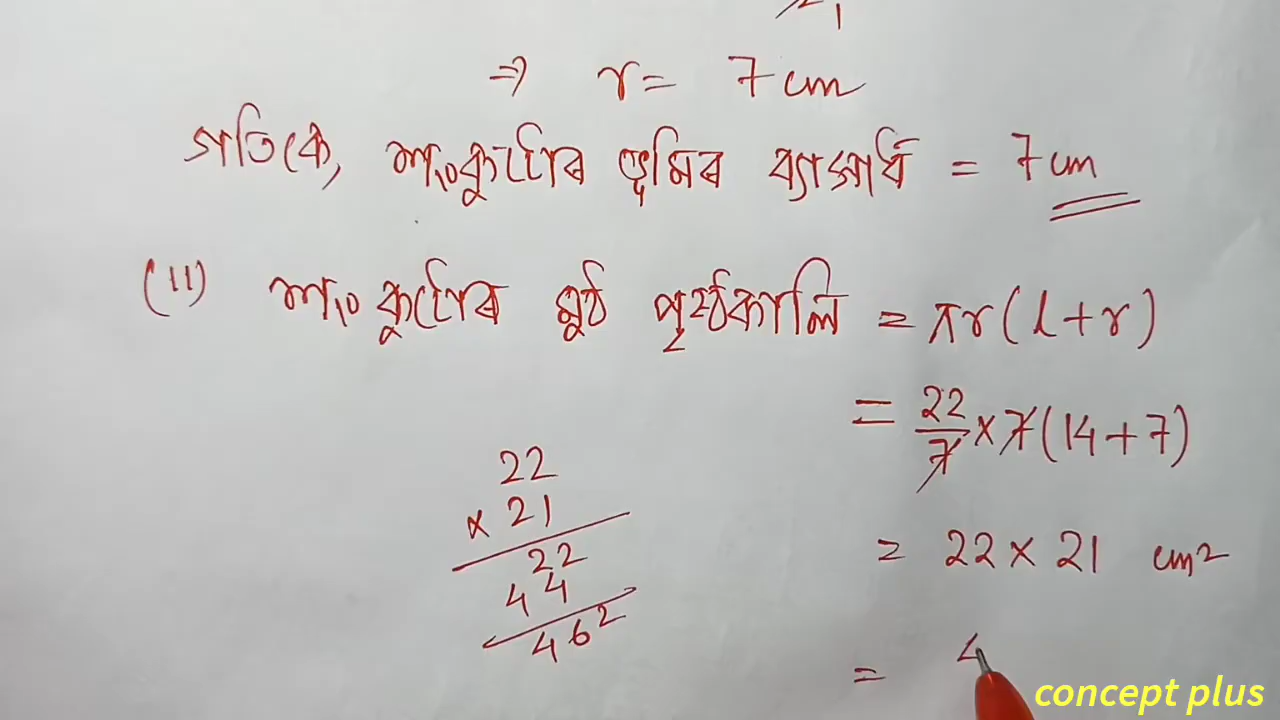 ⇒ r = 7 cm
গতিকে, শংকুটোৰ ভূমিৰ ব্যাসাৰ্ধ = 7 cm
(ii) শংকুটোৰ মুঠ পৃষ্ঠকালি = πr(l+r)
= 22/7 × 7(14+7)
= 22 × 21 cm²
22
× 21
22
44
462
= 4
concept plus